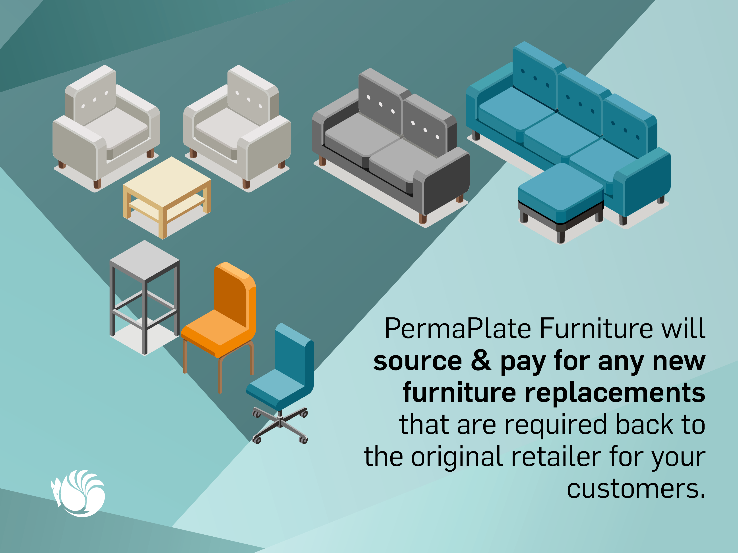 PermaPlate Furniture will
source & pay for any new
furniture replacements
that are required back to
the original retailer for your
customers.